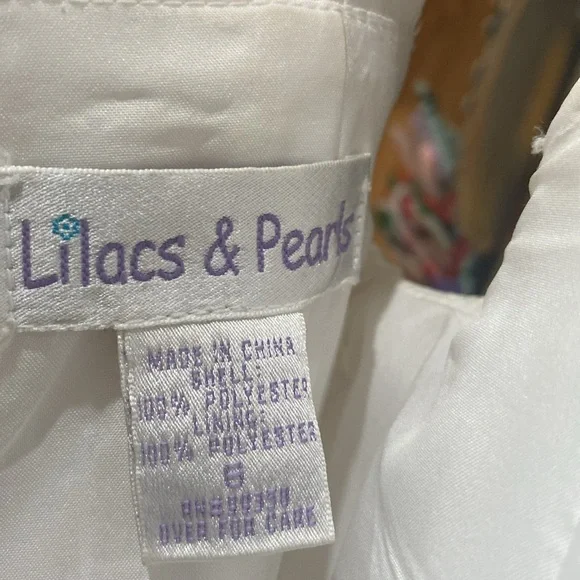 Lilacs & Pearls
MADE IN CHINA
SHELL:
100% POLYESTER
LINING:
100% POLYESTER
6
OVER FOR CARE